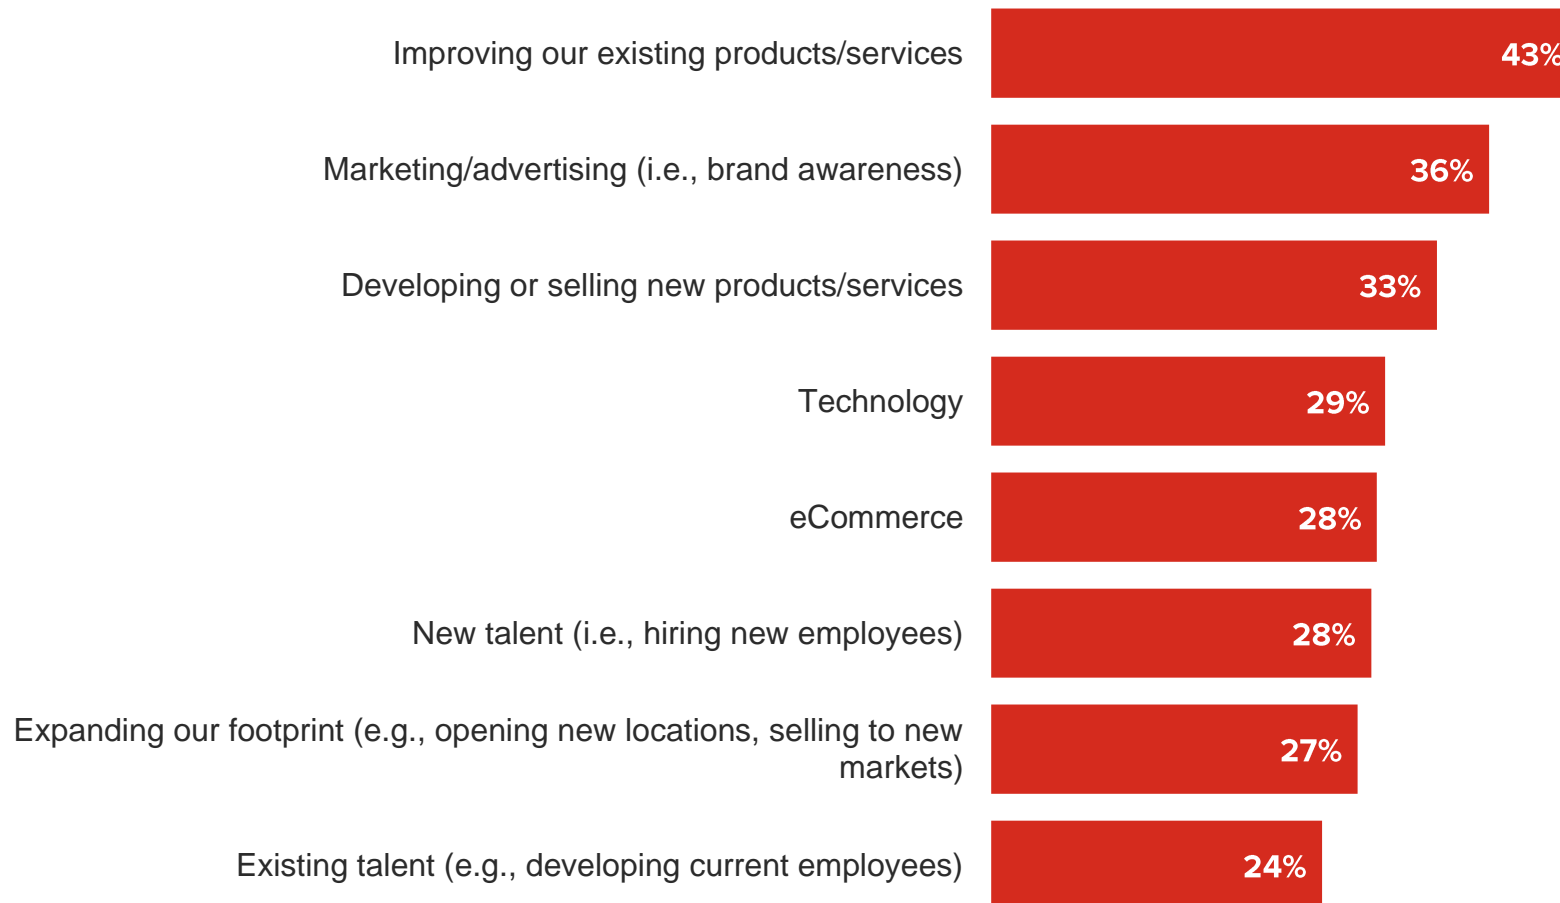 Improving our existing products/services
43%
Marketing/advertising (i.e., brand awareness)
36%
Developing or selling new products/services
33%
Technology
29%
eCommerce
28%
New talent (i.e., hiring new employees)
28%
Expanding our footprint (e.g., opening new locations, selling to new
markets)
27%
Existing talent (e.g., developing current employees)
24%